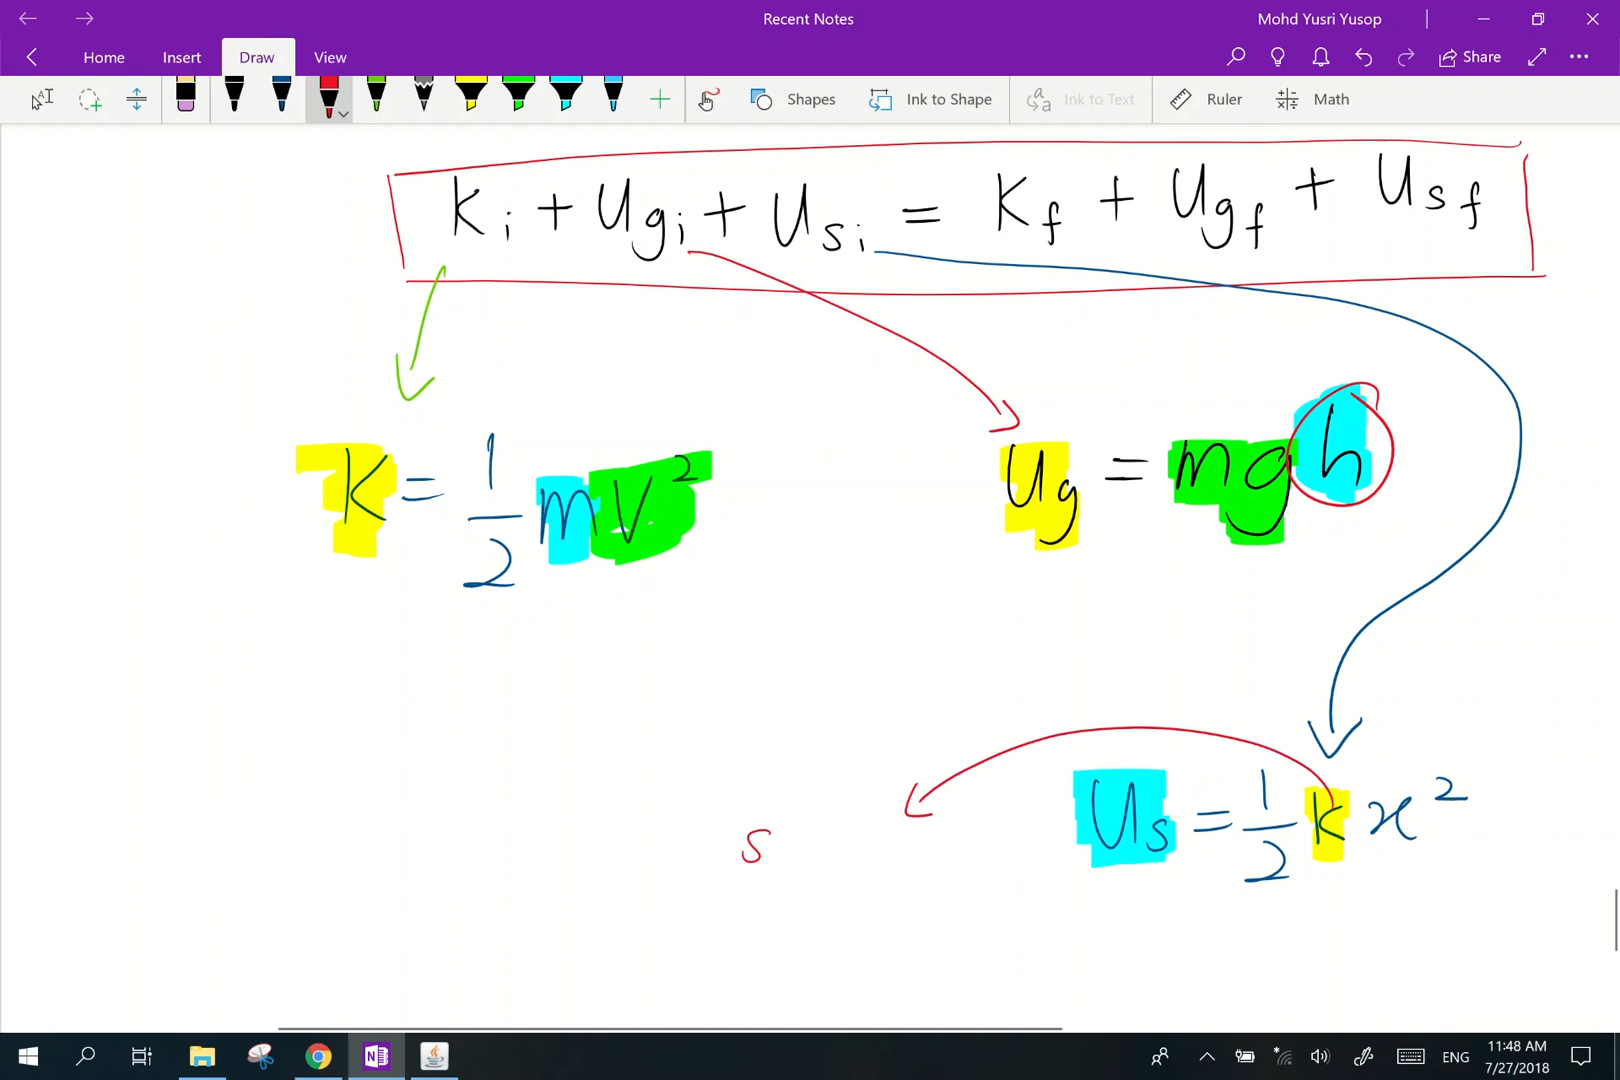 Recent Notes
Mohd Yusri Yusop
Home Insert Draw View
Share
Shapes Ink to Shape Ink to Text Ruler Math
Ki + Ugi + Usi = Kf + Ugf + Usf
K = 1/2 mv²
Ug = mgh
Us = 1/2 kx²
s
ENG
11:48 AM
7/27/2018